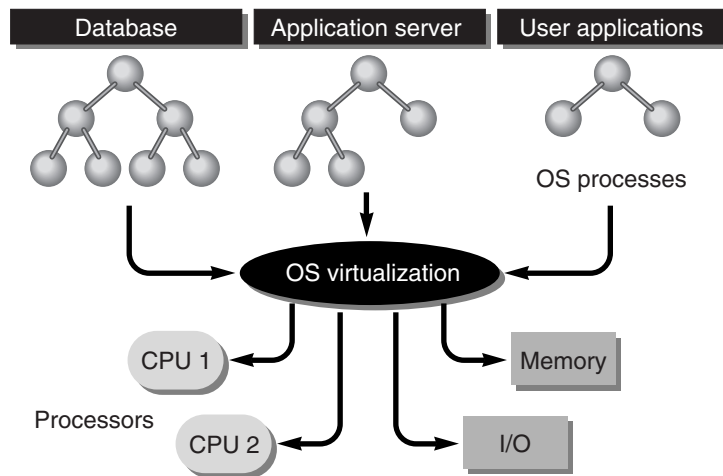 Database
Application server
User applications
OS processes
OS virtualization
CPU 1
Memory
Processors
CPU 2
I/O